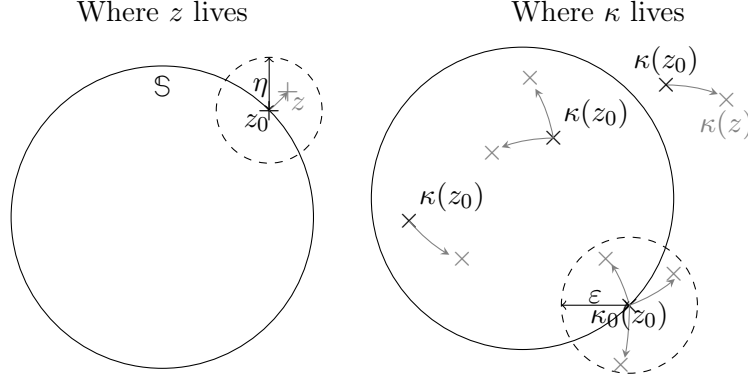 Where z lives
𝕊
η
z
z₀
Where κ lives
κ(z₀)
κ(z)
κ(z₀)
κ(z₀)
ε
κ₀(z₀)